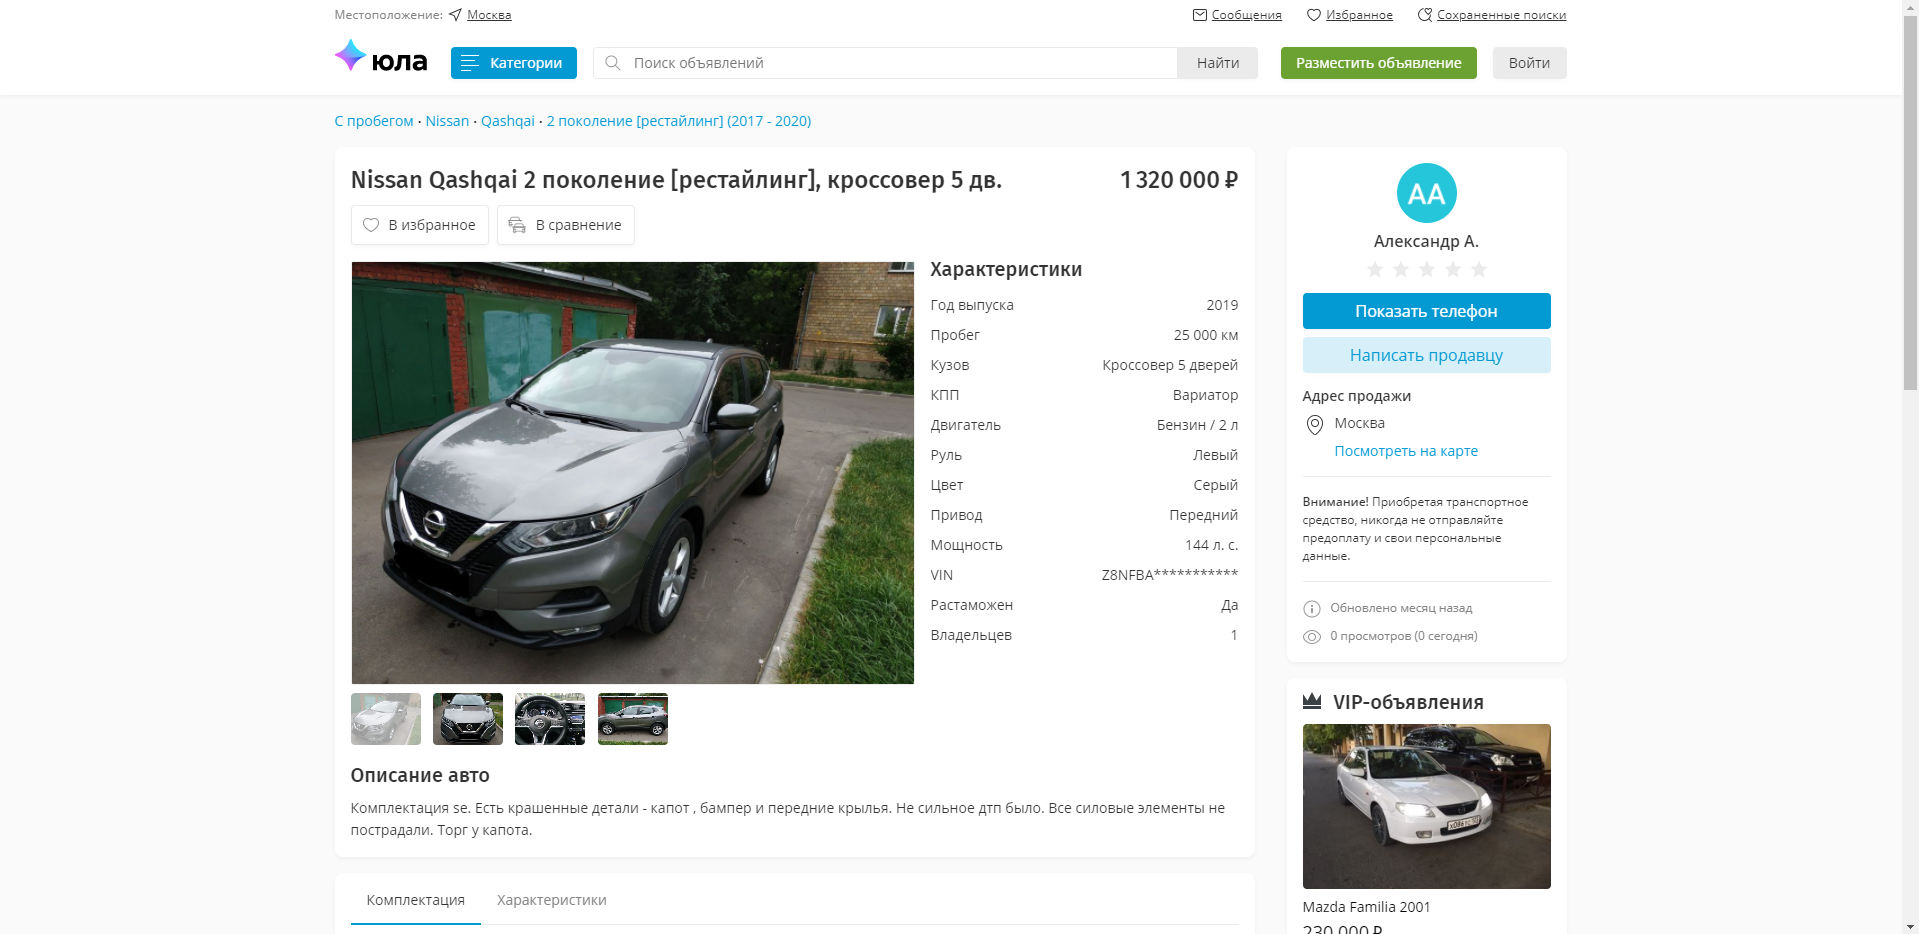 Местоположение: Москва
Сообщения
Избранное
Сохраненные поиски
юла
Категории
Поиск объявлений
Найти
Разместить объявление
Войти
С пробегом · Nissan · Qashqai · 2 поколение [рестайлинг] (2017 - 2020)
Nissan Qashqai 2 поколение [рестайлинг], кроссовер 5 дв.
1 320 000 ₽
В избранное
В сравнение
Характеристики
Год выпуска 2019
Пробег 25 000 км
Кузов Кроссовер 5 дверей
КПП Вариатор
Двигатель Бензин / 2 л
Руль Левый
Цвет Серый
Привод Передний
Мощность 144 л. с.
VIN Z8NFBA***********
Растаможен Да
Владельцев 1
Описание авто
Комплектация se. Есть крашенные детали - капот , бампер и передние крылья. Не сильное дтп было. Все силовые элементы не
пострадали. Торг у капота.
Комплектация
Характеристики
АА
Александр А.
Показать телефон
Написать продавцу
Адрес продажи
Москва
Посмотреть на карте
Внимание! Приобретая транспортное
средство, никогда не отправляйте
предоплату и свои персональные
данные.
Обновлено месяц назад
0 просмотров (0 сегодня)
VIP-объявления
Mazda Familia 2001
230 000 ₽